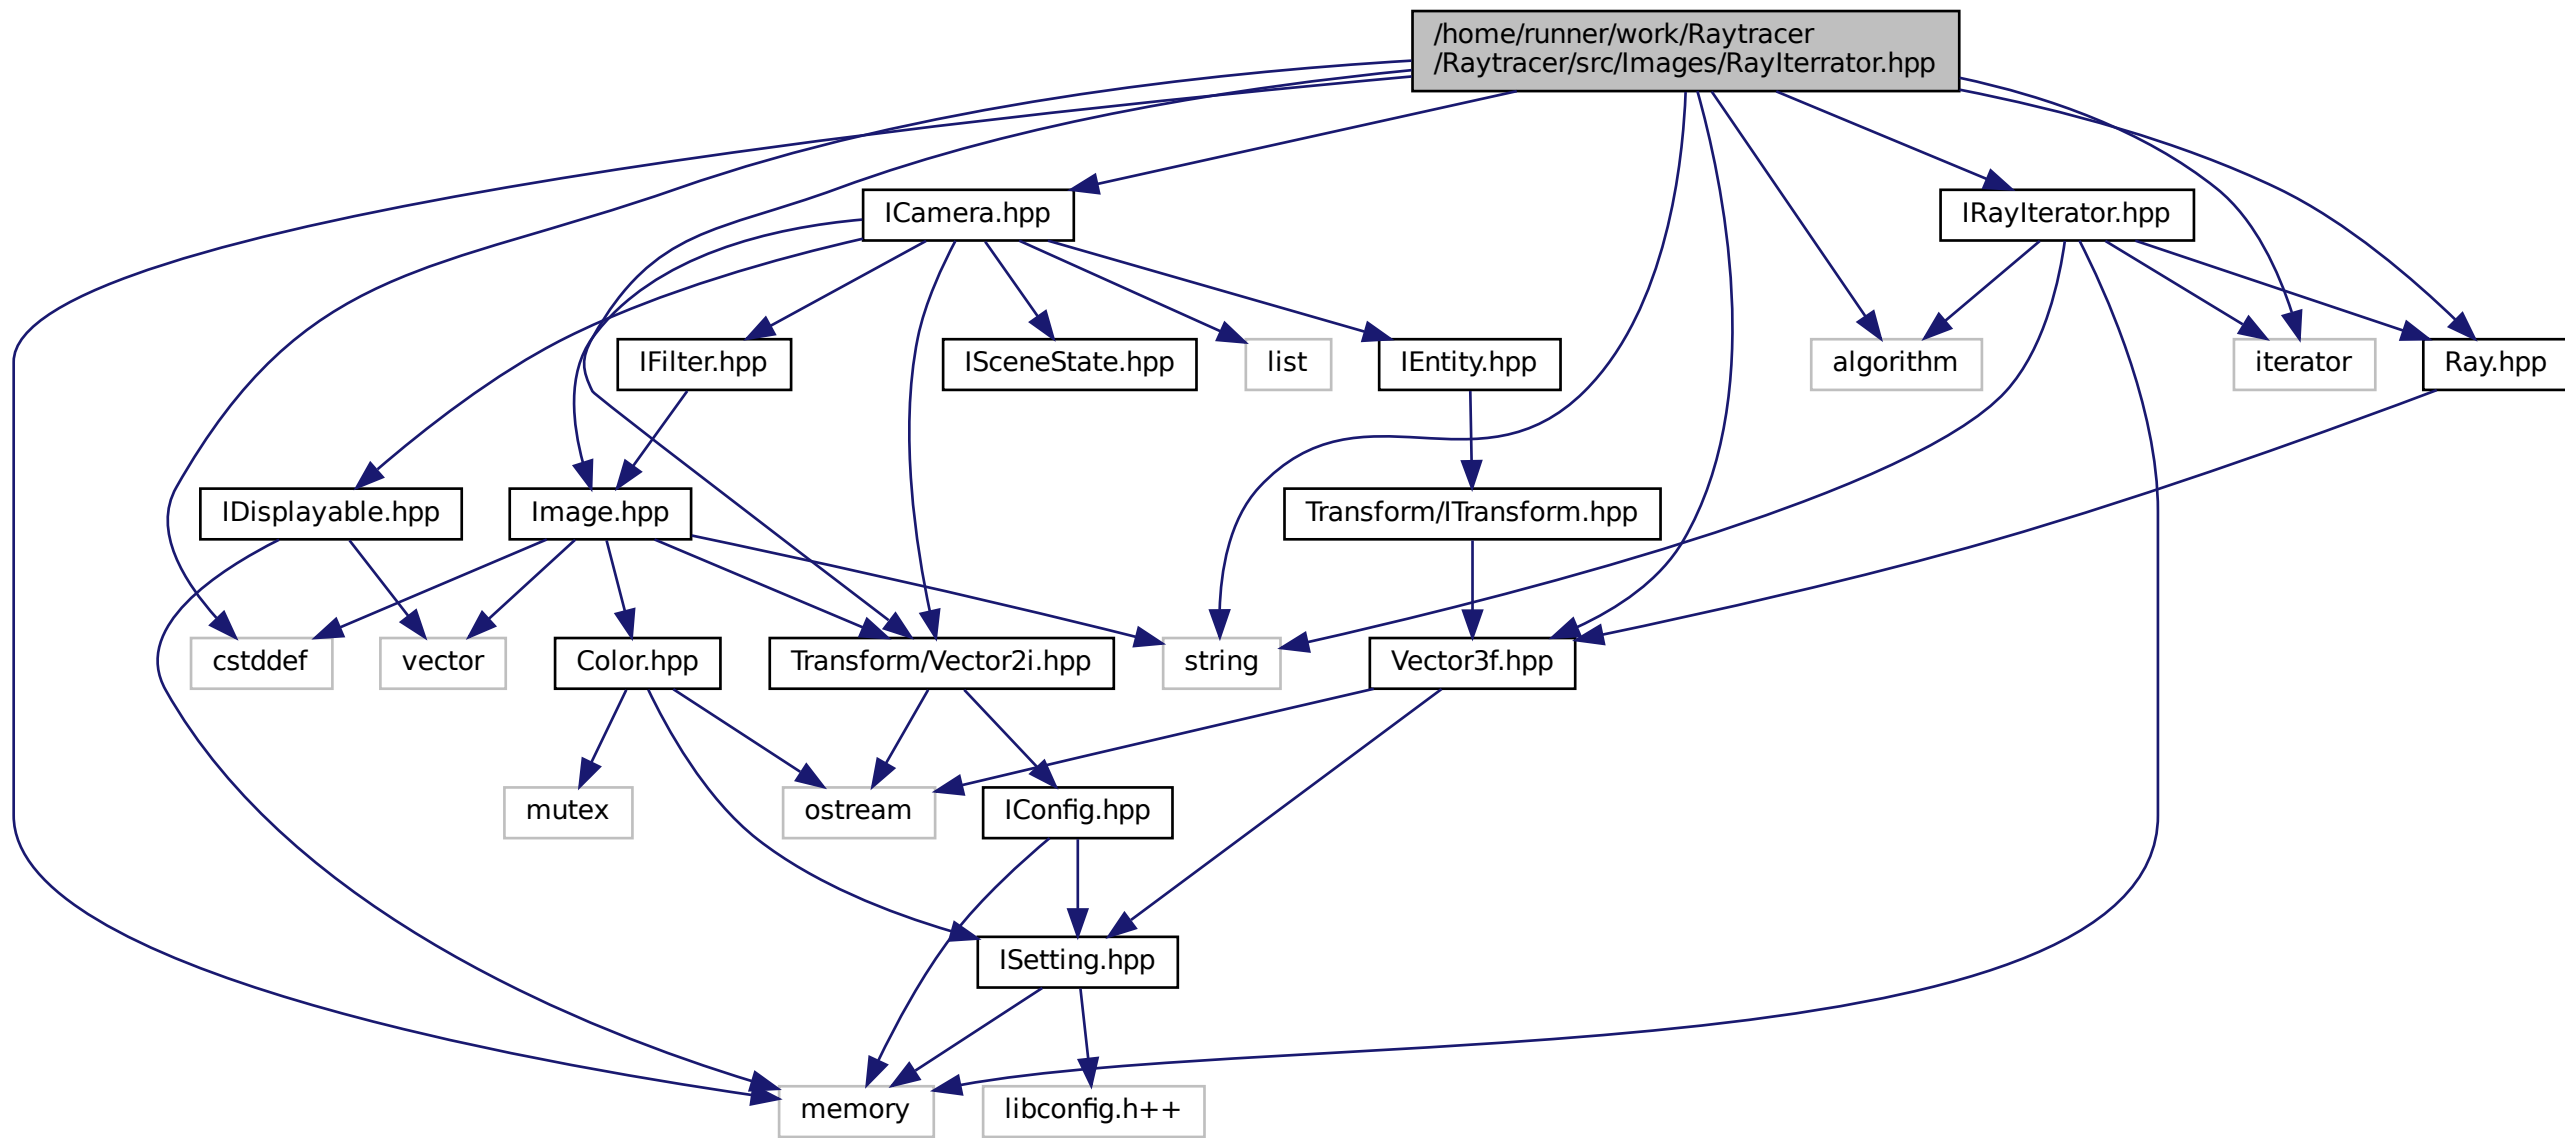 /home/runner/work/Raytracer
/Raytracer/src/Images/RayIterrator.hpp
ICamera.hpp
IRayIterator.hpp
IFilter.hpp
ISceneState.hpp
list
IEntity.hpp
algorithm
iterator
Ray.hpp
IDisplayable.hpp
Image.hpp
Transform/ITransform.hpp
cstddef
vector
Color.hpp
Transform/Vector2i.hpp
string
Vector3f.hpp
mutex
ostream
IConfig.hpp
ISetting.hpp
memory
libconfig.h++